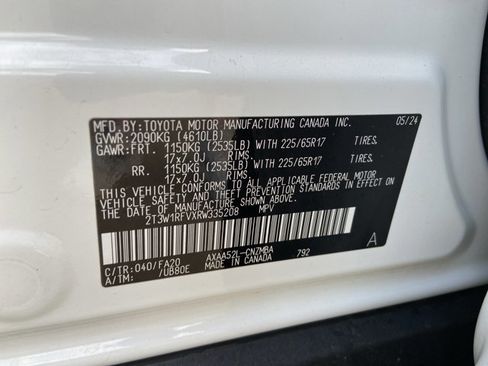 MFD.BY:TOYOTA MOTOR MANUFACTURING CANADA INC. 05/24
GVWR:2090KG (4610LB)
GAWR:FRT. 1150KG (2535LB) WITH 225/65R17 TIRES.
17x7.0J RIMS.
RR. 1150KG (2535LB) WITH 225/65R17 TIRES.
17x7.0J RIMS.
THIS VEHICLE CONFORMS TO ALL APPLICABLE FEDERAL MOTOR
VEHICLE SAFETY AND BUMPER STANDARDS IN EFFECT ON THE
DATE OF MANUFACTURE SHOWN ABOVE.
2T3W1RFVXRW335208 MPV
C/TR:040/FA20 AXAA52L-CNZMBA 792 A
A/TM: /UB80E MADE IN CANADA